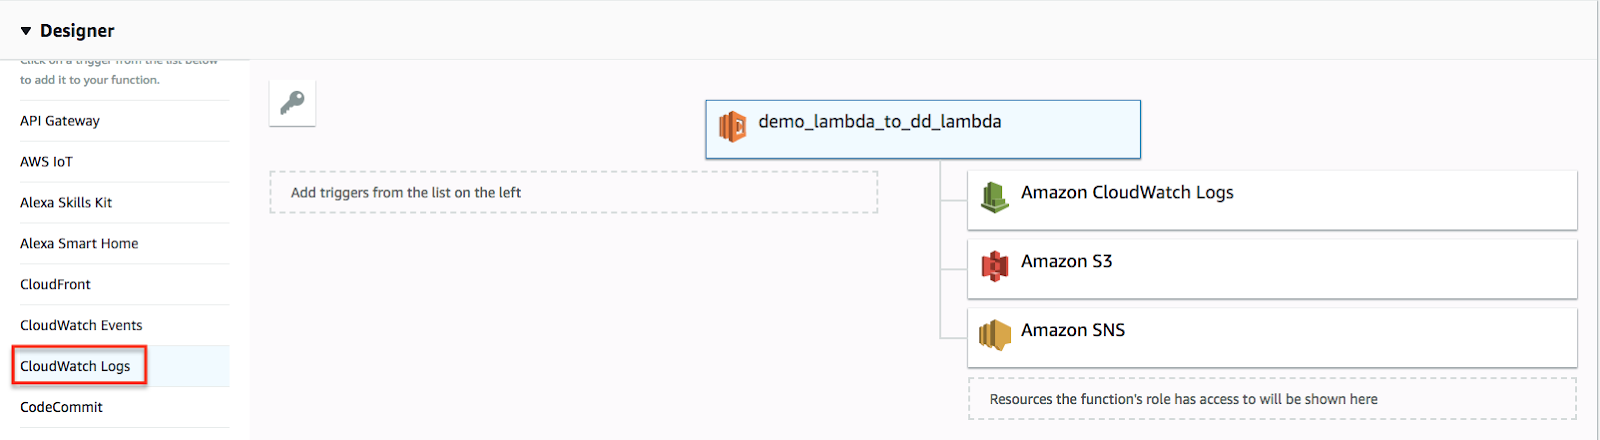 Designer
Click on a trigger from the list below
to add it to your function.
API Gateway
AWS IoT
Alexa Skills Kit
Alexa Smart Home
CloudFront
CloudWatch Events
CloudWatch Logs
CodeCommit
Add triggers from the list on the left
demo_lambda_to_dd_lambda
Amazon CloudWatch Logs
Amazon S3
Amazon SNS
Resources the function's role has access to will be shown here